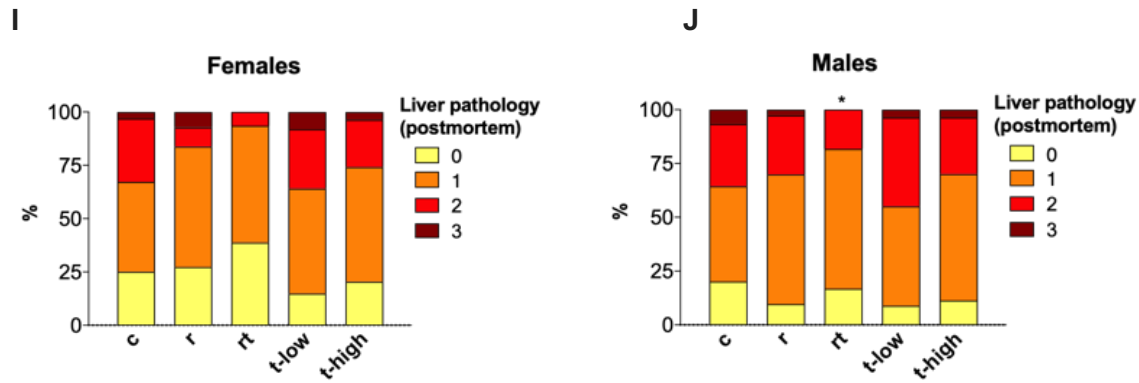 I
Females
%
100
75
50
25
0
c
r
rt
t-low
t-high
Liver pathology
(postmortem)
0
1
2
3
J
Males
*
%
100
75
50
25
0
c
r
rt
t-low
t-high
Liver pathology
(postmortem)
0
1
2
3